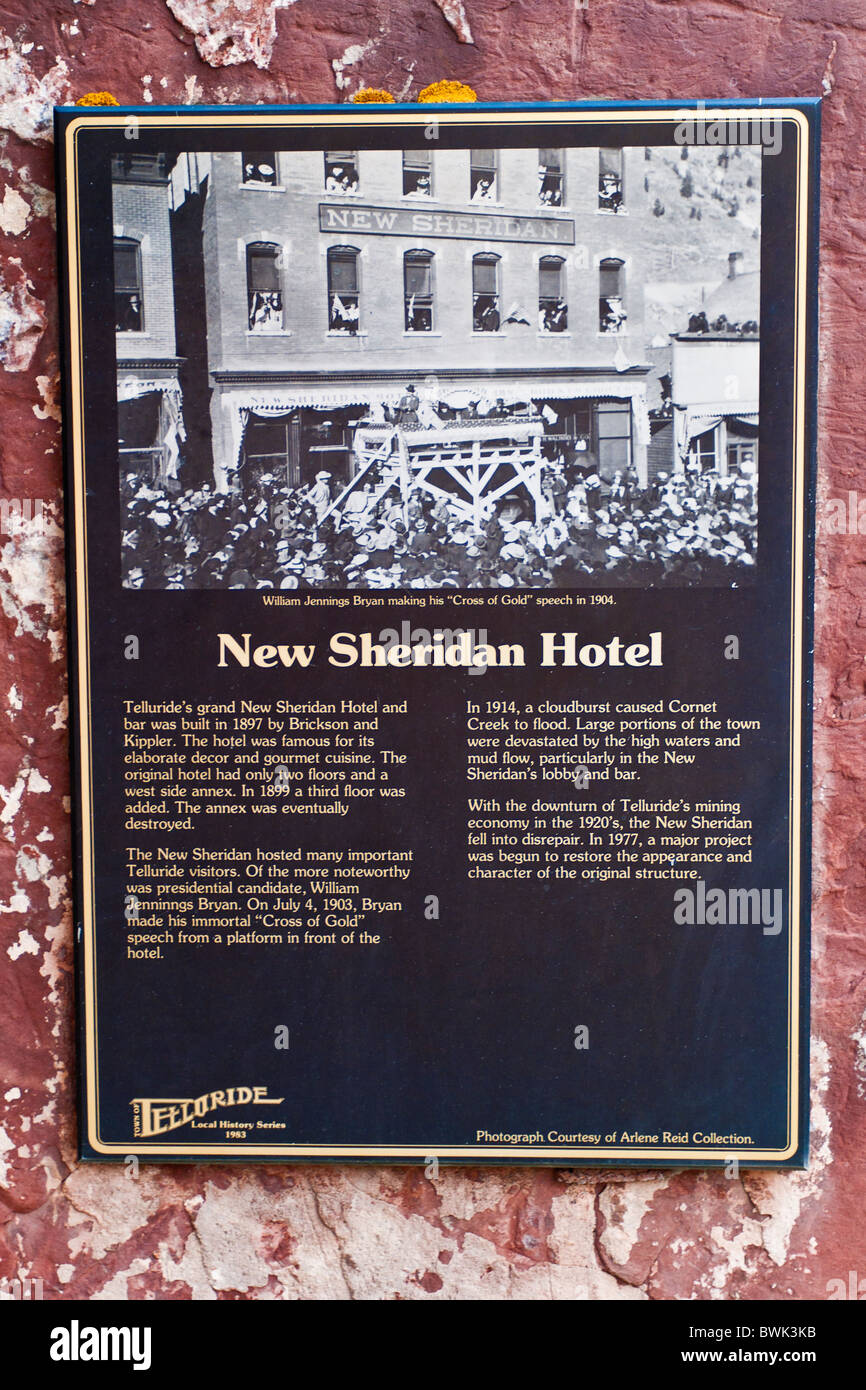 NEW SHERIDAN.
NEW SHERIDAN
William Jennings Bryan making his "Cross of Gold" speech in 1904.
New Sheridan Hotel
Telluride's grand New Sheridan Hotel and
bar was built in 1897 by Brickson and
Kippler. The hotel was famous for its
elaborate decor and gourmet cuisine. The
original hotel had only two floors and a
west side annex. In 1899 a third floor was
added. The annex was eventually
destroyed.
The New Sheridan hosted many important
Telluride visitors. Of the more noteworthy
was presidential candidate, William
Jenninngs Bryan. On July 4, 1903, Bryan
made his immortal "Cross of Gold"
speech from a platform in front of the
hotel.
In 1914, a cloudburst caused Cornet
Creek to flood. Large portions of the town
were devastated by the high waters and
mud flow, particularly in the New
Sheridan's lobby and bar.
With the downturn of Telluride's mining
economy in the 1920's, the New Sheridan
fell into disrepair. In 1977, a major project
was begun to restore the appearance and
character of the original structure.
TOWN OF
TELLURIDE
Local History Series
1983
Photograph Courtesy of Arlene Reid Collection.
alamy
alamy
a
a
a
a
a
a
alamy
Image ID: BWK3KB
www.alamy.com